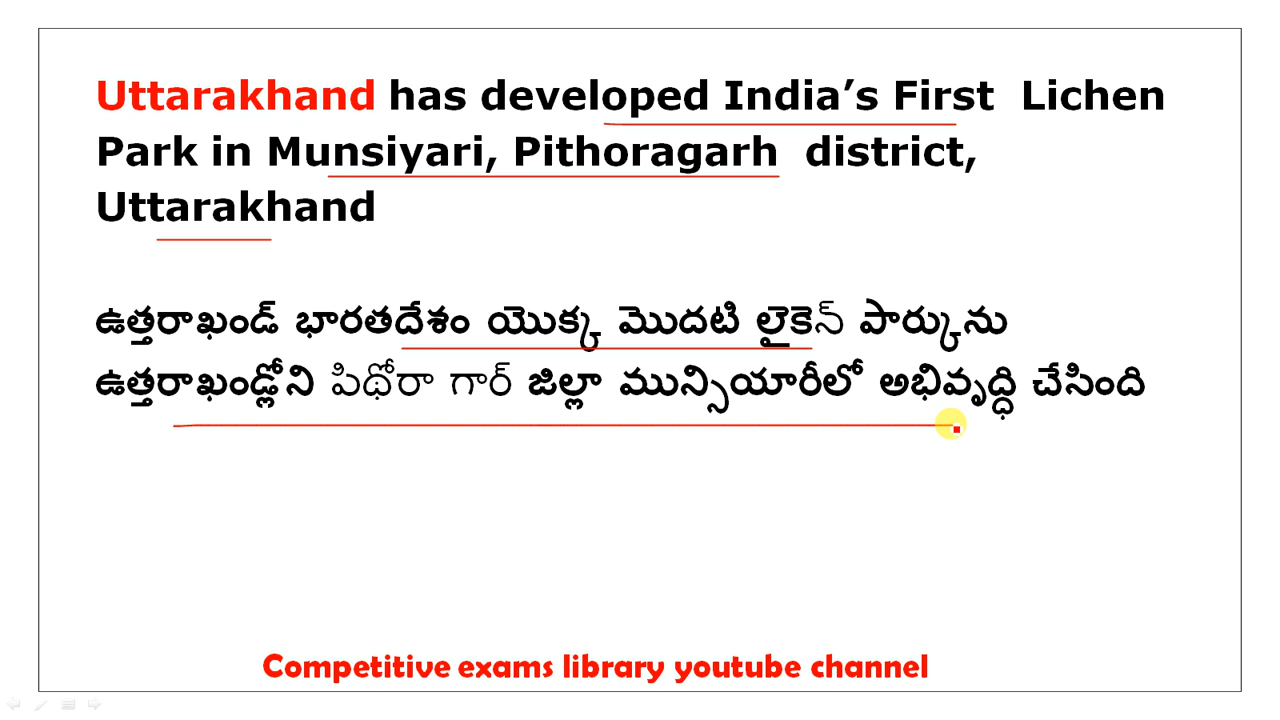 Uttarakhand has developed India’s First Lichen
Park in Munsiyari, Pithoragarh district,
Uttarakhand
ఉత్తరాఖండ్ భారతదేశం యొక్క మొదటి లైకెన్ పార్కును
ఉత్తరాఖండ్లోని పిథోరా గార్ జిల్లా మున్సియారీలో అభివృద్ధి చేసింది
Competitive exams library youtube channel